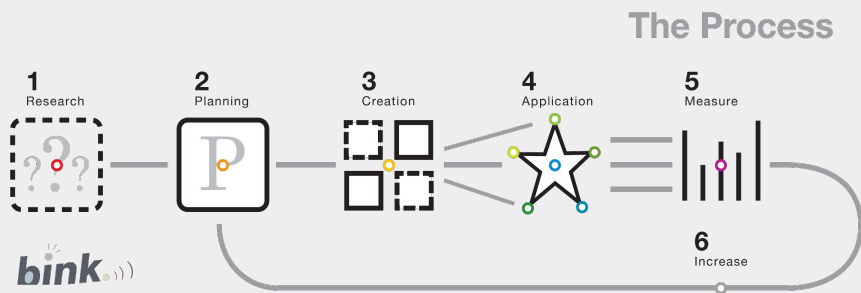 The Process
1
Research
2
Planning
3
Creation
4
Application
5
Measure
???
P
6
Increase
bink